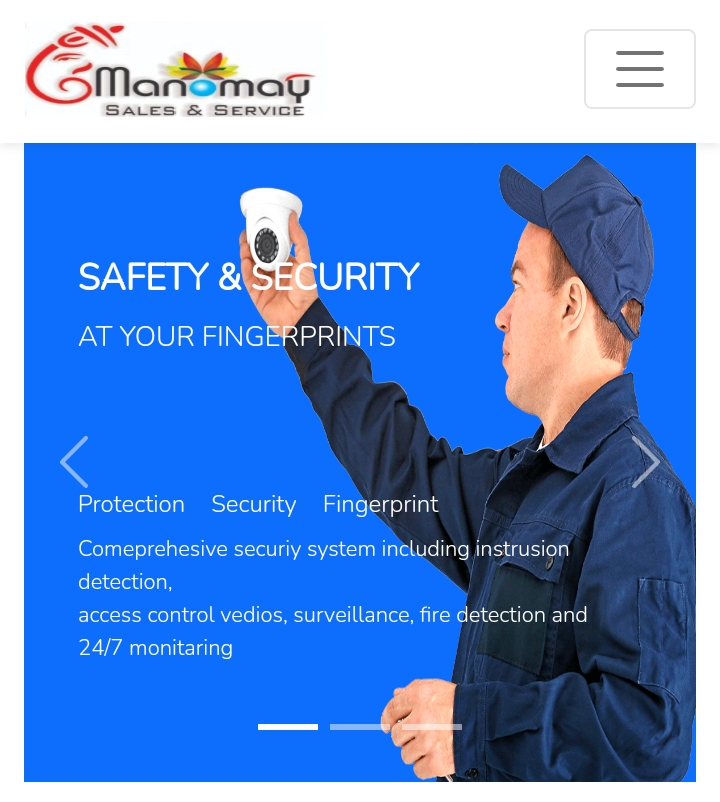 Manomay
SALES & SERVICE
SAFETY & SECURITY
AT YOUR FINGERPRINTS
Protection Security Fingerprint
Comeprehesive securiy system including instrusion
detection,
access control vedios, surveillance, fire detection and
24/7 monitaring